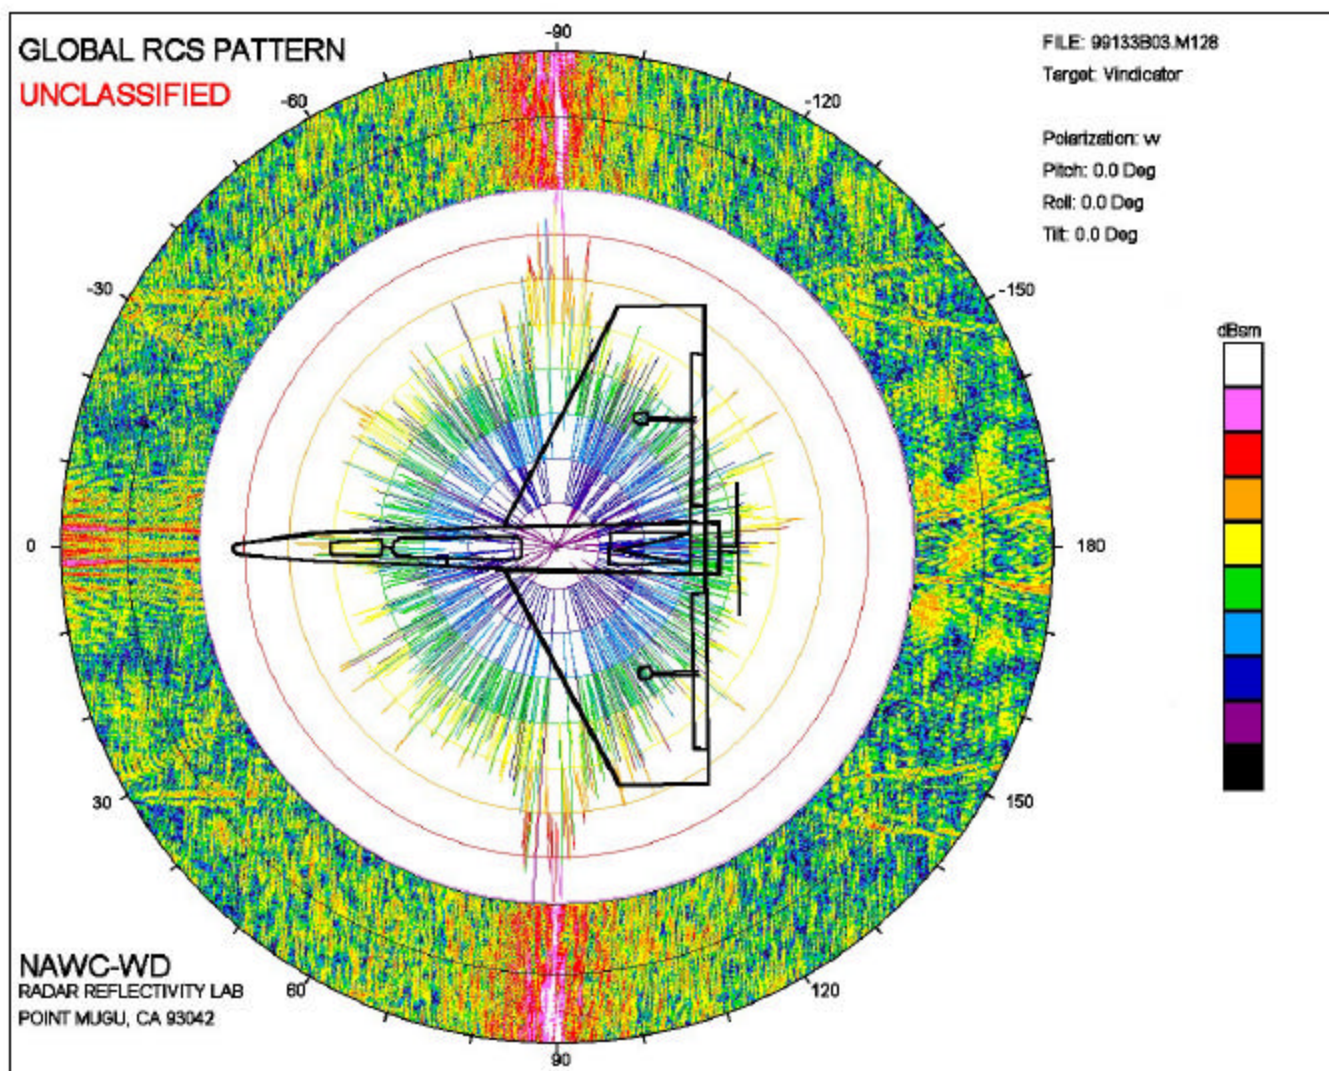 GLOBAL RCS PATTERN
UNCLASSIFIED
FILE: 99133B03.M128
Target: Vindicator
Polarization: vv
Pitch: 0.0 Deg
Roll: 0.0 Deg
Tilt: 0.0 Deg
-90
-60
-120
-30
-150
0
180
30
150
60
120
90
dBsm
NAWC-WD
RADAR REFLECTIVITY LAB
POINT MUGU, CA 93042